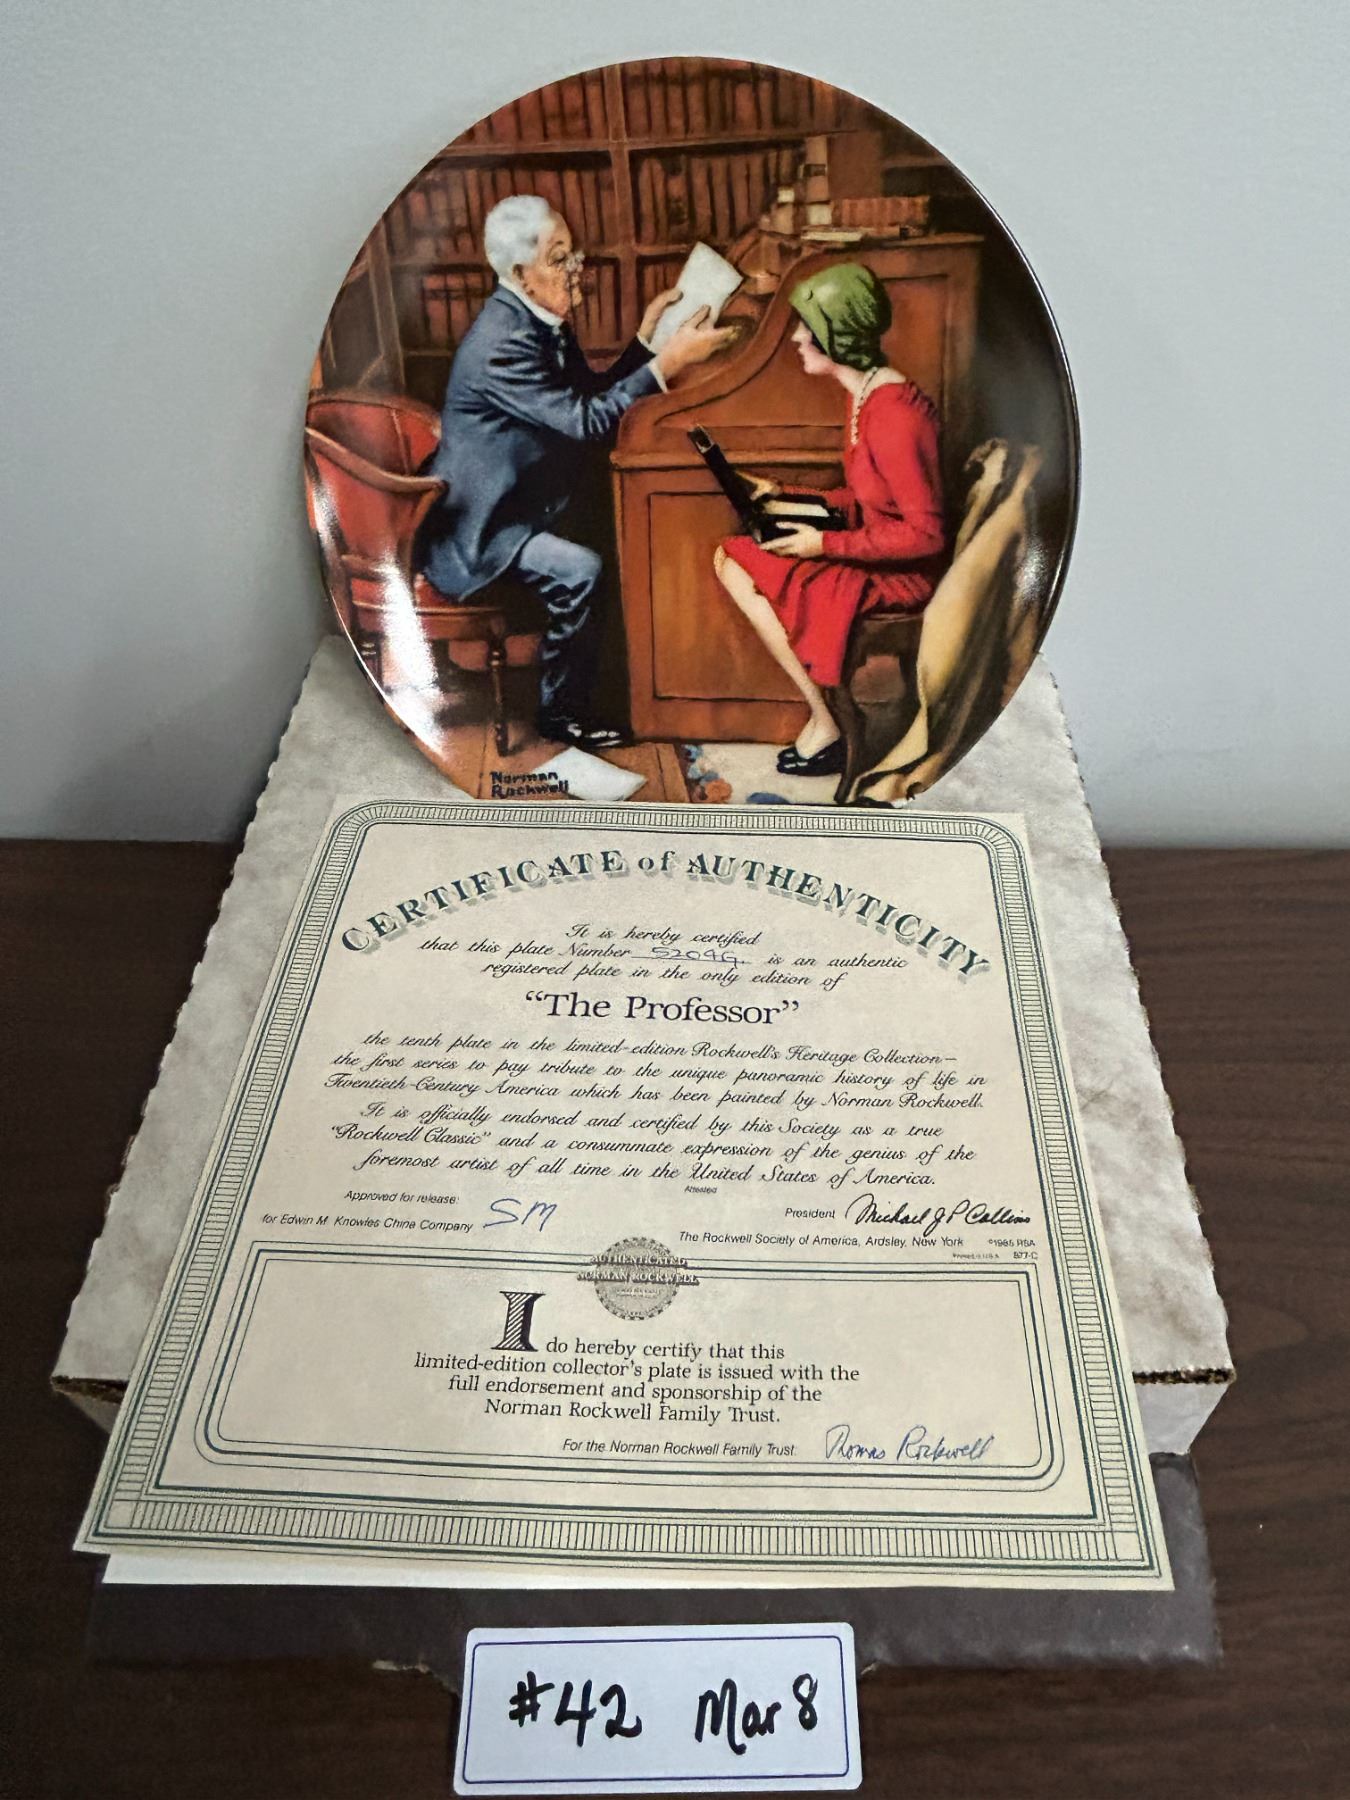 Norman
Rockwell
CERTIFICATE of AUTHENTICITY
It is hereby certified
that this plate Number 5204G. is an authentic
registered plate in the only edition of
“The Professor”
the tenth plate in the limited-edition Rockwell's Heritage Collection—
the first series to pay tribute to the unique panoramic history of life in
Twentieth-Century America which has been painted by Norman Rockwell.
It is officially endorsed and certified by this Society as a true
“Rockwell Classic” and a consummate expression of the genius of the
foremost artist of all time in the United States of America.
Attested
Approved for release:
for Edwin M. Knowles China Company SM
President Michael J P Collins
The Rockwell Society of America, Ardsley, New York ©1985 RSA
Printed in U.S.A. 877-C
AUTHENTICATED
NORMAN ROCKWELL
I do hereby certify that this
limited-edition collector's plate is issued with the
full endorsement and sponsorship of the
Norman Rockwell Family Trust.
For the Norman Rockwell Family Trust: Thomas Rockwell
#42 Mar 8